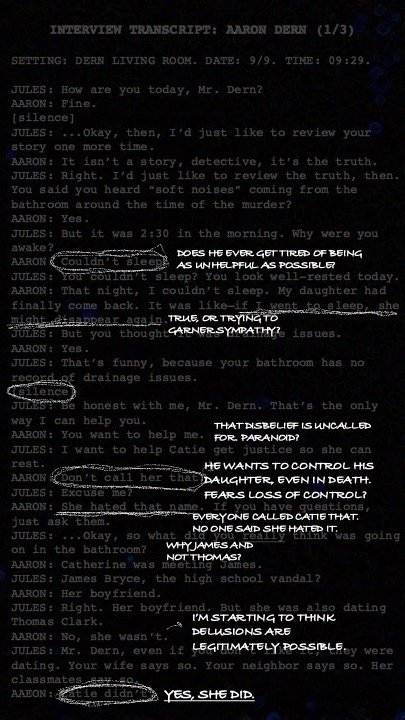 INTERVIEW TRANSCRIPT: AARON DERN (1/3)
SETTING: DERN LIVING ROOM. DATE: 9/9. TIME: 09:29.
JULES: How are you today, Mr. Dern?
AARON: Fine.
[silence]
JULES: ...Okay, then, I'd just like to review your
story one more time.
AARON: It isn't a story, detective, it's the truth.
JULES: Right. I'd just like to review the truth, then.
You said you heard "soft noises" coming from the
bathroom around the time of the murder?
AARON: Yes.
JULES: But it was 2:30 in the morning. Why were you
awake?
AARON: Couldn't sleep.
DOES HE EVER GET TIRED OF BEING
AS UNHELPFUL AS POSSIBLE?
JULES: You couldn't sleep? You look well-rested today.
AARON: That night, I couldn't sleep. My daughter had
finally come back. It was like—if I went to sleep, she
might disappear again.
TRUE, OR TRYING TO
GARNER SYMPATHY?
JULES: But you thought it was drainage issues.
AARON: Yes.
JULES: That's funny, because your bathroom has no
record of drainage issues.
[silence]
JULES: Be honest with me, Mr. Dern. That's the only
way I can help you.
AARON: You want to help me.
THAT DISBELIEF IS UNCALLED
FOR. PARANOID?
JULES: I want to help Catie get justice so she can
rest.
AARON: Don't call her that.
HE WANTS TO CONTROL HIS
DAUGHTER, EVEN IN DEATH.
FEARS LOSS OF CONTROL?
JULES: Excuse me?
AARON: She hated that name. If you have questions,
just ask them.
EVERYONE CALLED CATIE THAT.
NO ONE SAID SHE HATED IT.
JULES: ...Okay, so what did you really think was going
on in the bathroom?
WHY JAMES AND
NOT THOMAS?
AARON: Catherine was meeting James.
JULES: James Bryce, the high school vandal?
AARON: Her boyfriend.
JULES: Right. Her boyfriend. But she was also dating
Thomas Clark.
AARON: No, she wasn't.
I'M STARTING TO THINK
DELUSIONS ARE
LEGITIMATELY POSSIBLE.
JULES: Mr. Dern, even if you don't like it, they were
dating. Your wife says so. Your neighbor says so. Her
classmates say so.
AAEON: Catie didn't
YES, SHE DID.